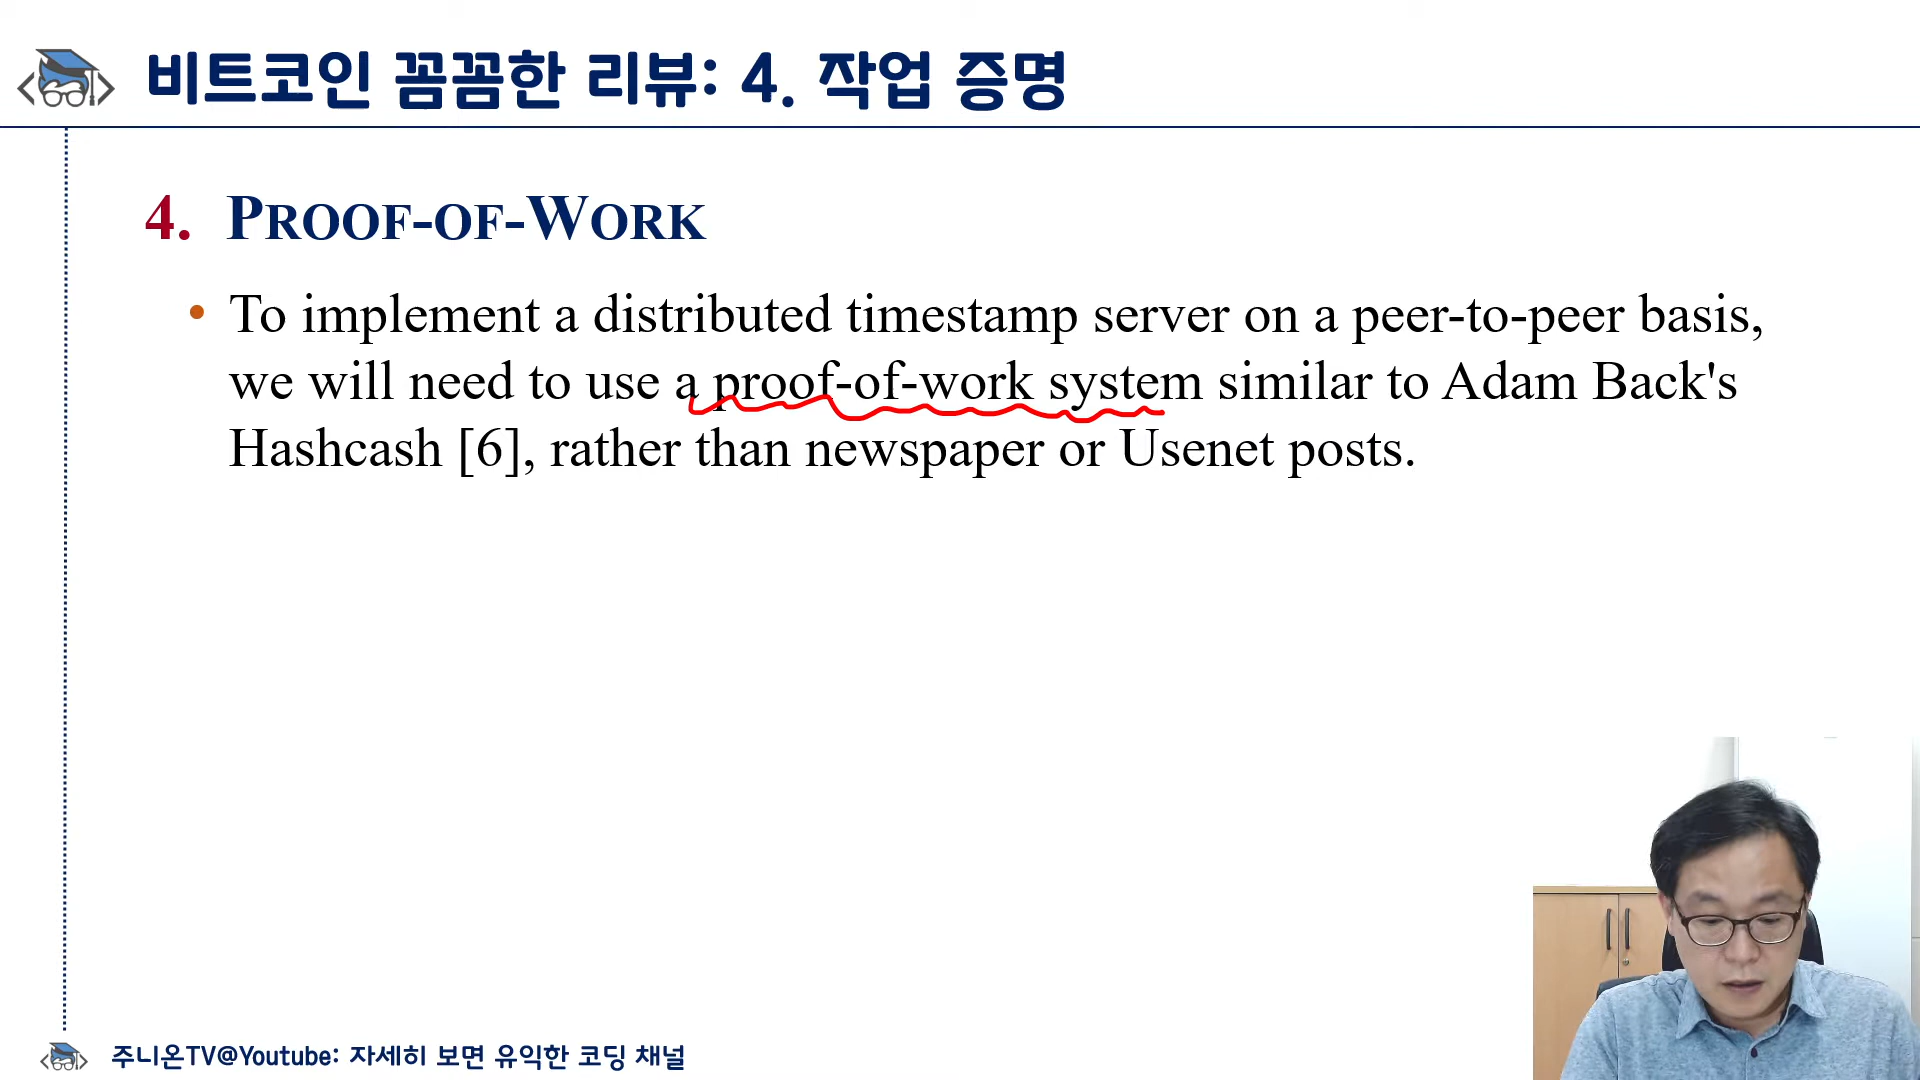 비트코인 꼼꼼한 리뷰: 4. 작업 증명
4. PROOF-OF-WORK
• To implement a distributed timestamp server on a peer-to-peer basis,
we will need to use a proof-of-work system similar to Adam Back's
Hashcash [6], rather than newspaper or Usenet posts.
주니온TV@Youtube: 자세히 보면 유익한 코딩 채널